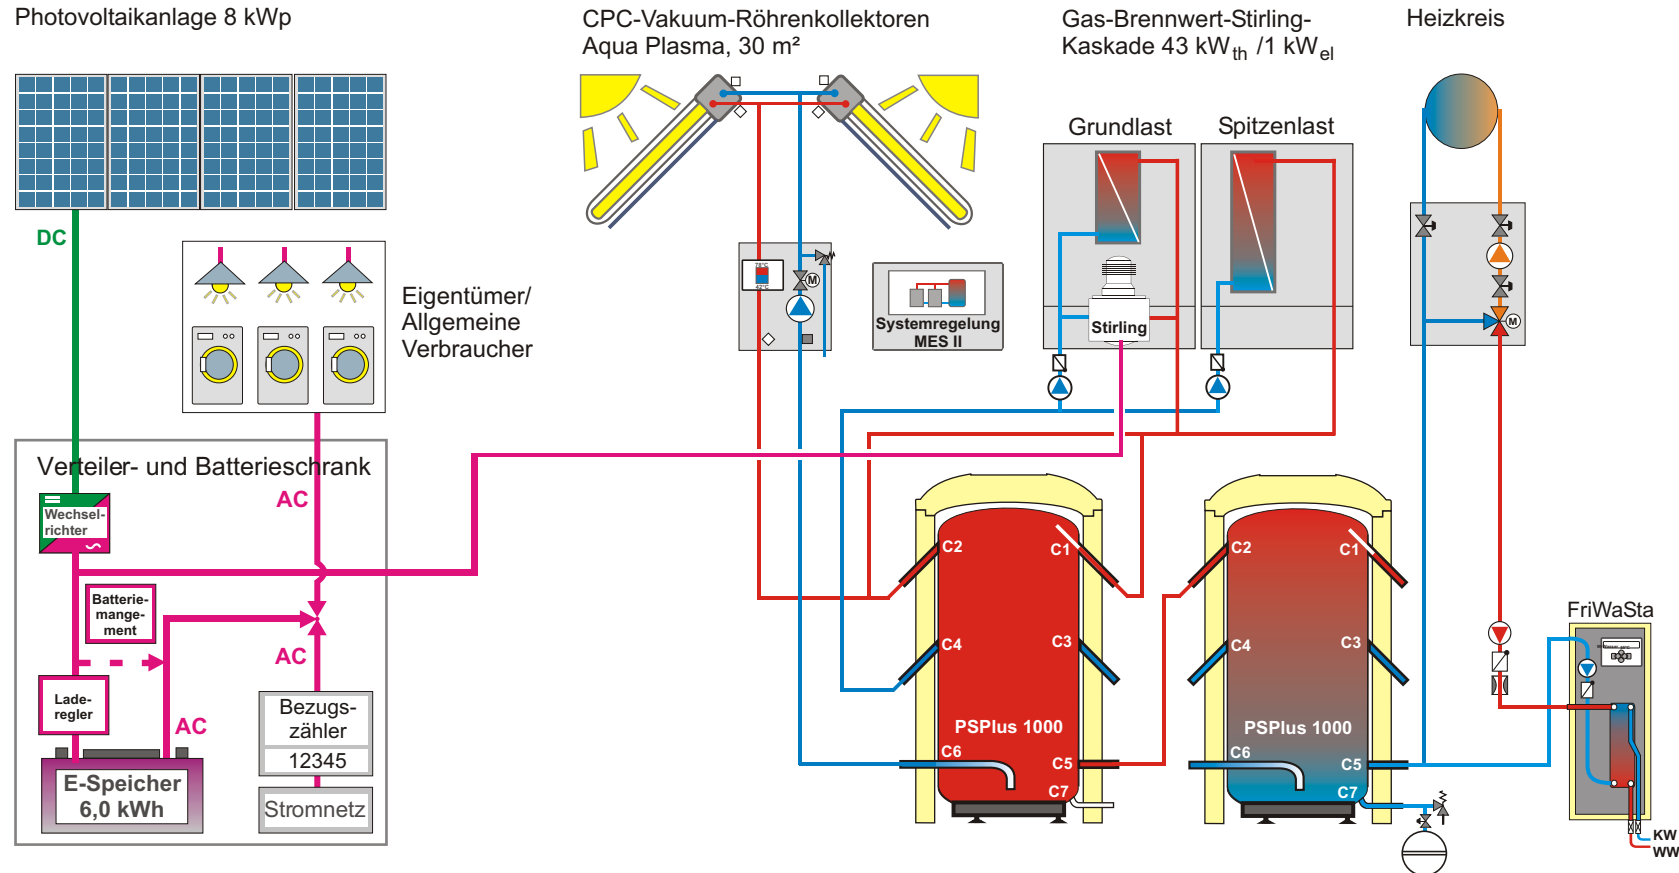 Photovoltaikanlage 8 kWp
CPC-Vakuum-Röhrenkollektoren
Aqua Plasma, 30 m²
Gas-Brennwert-Stirling-
Kaskade 43 kWth /1 kWel
Heizkreis
Grundlast
Spitzenlast
DC
Eigentümer/
Allgemeine
Verbraucher
M
Systemregelung
MES II
Stirling
M
Verteiler- und Batterieschrank
AC
Wechsel-
richter
Batterie-
mange-
ment
AC
Lade-
regler
AC
Bezugs-
zähler
12345
E-Speicher
6,0 kWh
Stromnetz
C2
C1
C4
C3
PSPlus 1000
C6
C5
C7
C2
C1
C4
C3
PSPlus 1000
C6
C5
C7
FriWaSta
KW
WW